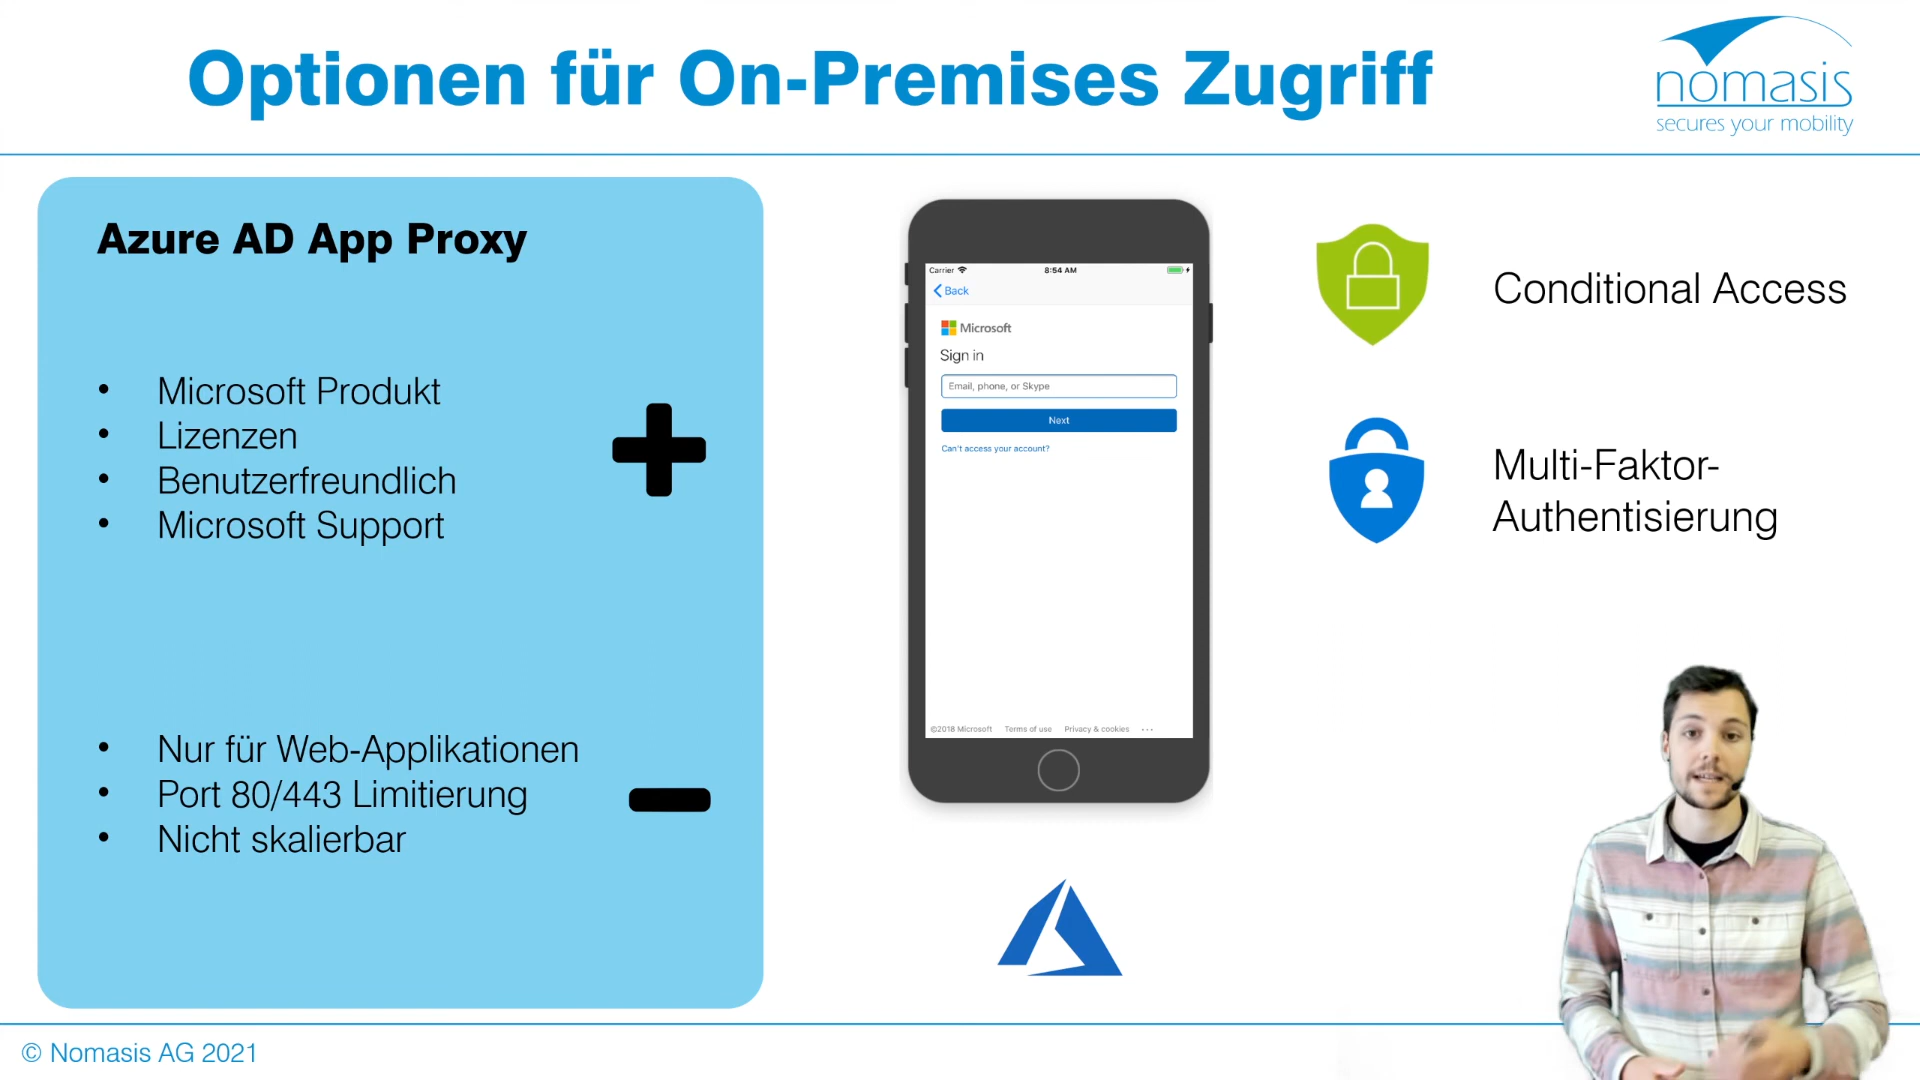 Optionen für On-Premises Zugriff
nomasis
secures your mobility
Azure AD App Proxy
• Microsoft Produkt
• Lizenzen
• Benutzerfreundlich
• Microsoft Support
• Nur für Web-Applikationen
• Port 80/443 Limitierung
• Nicht skalierbar
Carrier 8:54 AM
Back
Microsoft
Sign in
Email, phone, or Skype
Next
Can't access your account?
©2018 Microsoft Terms of use Privacy & cookies ...
Conditional Access
Multi-Faktor-
Authentisierung
© Nomasis AG 2021